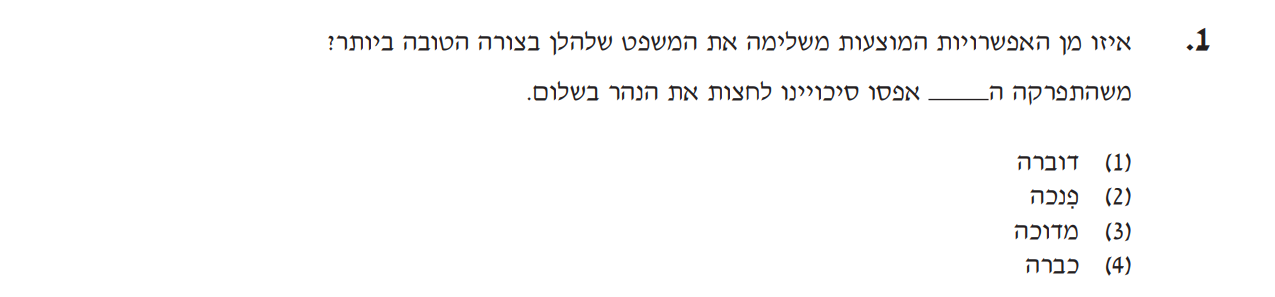 1. איזו מן האפשרויות המוצעות משלימה את המשפט שלהלן בצורה הטובה ביותר?
משהתפרקה ה_____ אפסו סיכויינו לחצות את הנהר בשלום.
(1) דוברה
(2) פָנכה
(3) מדוכה
(4) כברה